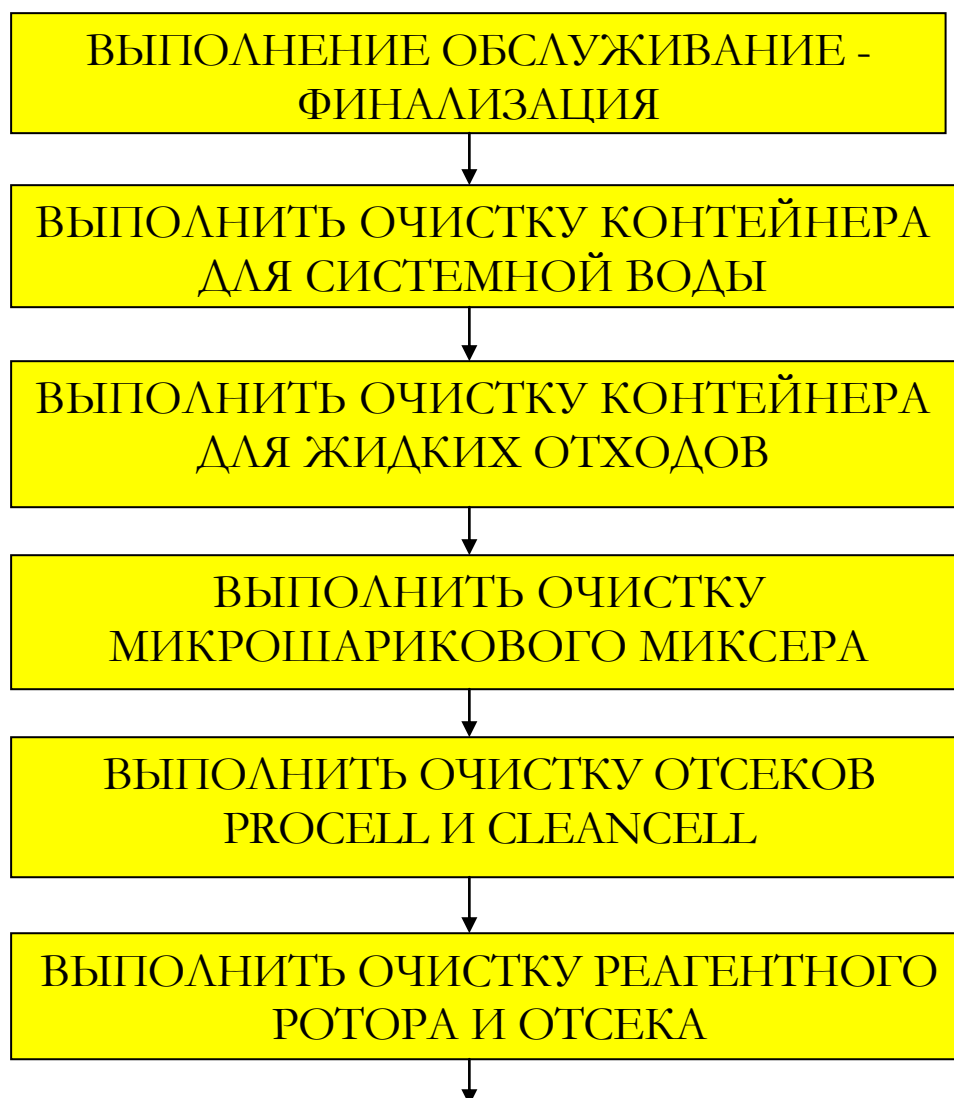 ВЫПОЛНЕНИЕ ОБСЛУЖИВАНИЕ -
ФИНАЛИЗАЦИЯ
ВЫПОЛНИТЬ ОЧИСТКУ КОНТЕЙНЕРА
ДЛЯ СИСТЕМНОЙ ВОДЫ
ВЫПОЛНИТЬ ОЧИСТКУ КОНТЕЙНЕРА
ДЛЯ ЖИДКИХ ОТХОДОВ
ВЫПОЛНИТЬ ОЧИСТКУ
МИКРОШАРИКОВОГО МИКСЕРА
ВЫПОЛНИТЬ ОЧИСТКУ ОТСЕКОВ
PROCELL И CLEANCELL
ВЫПОЛНИТЬ ОЧИСТКУ РЕАГЕНТНОГО
РОТОРА И ОТСЕКА